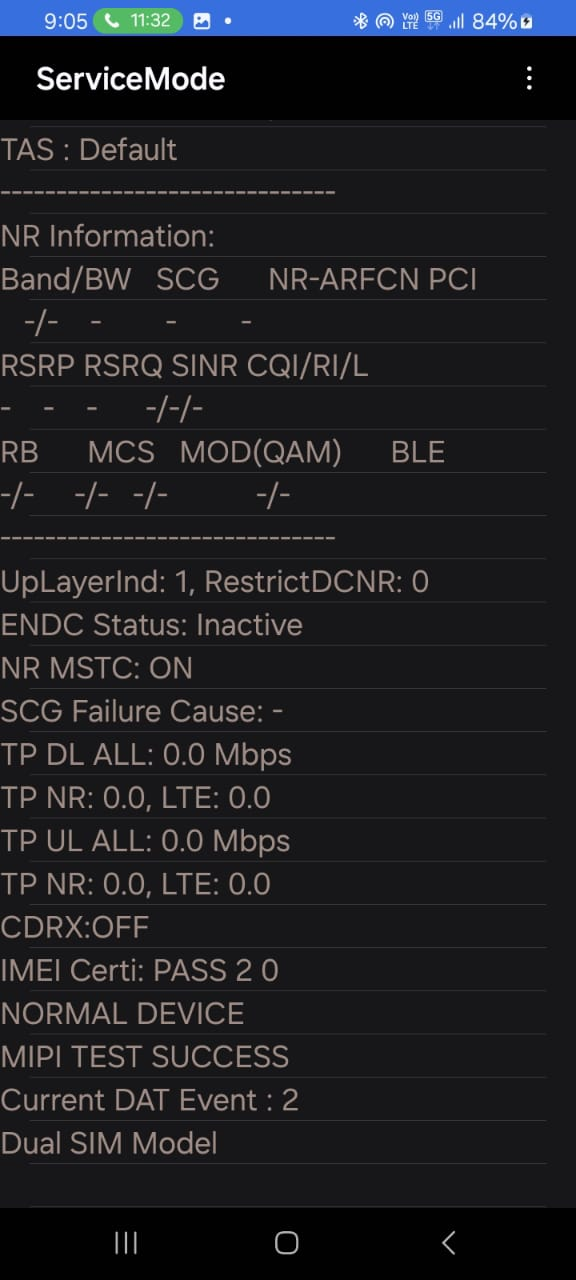 9:05 11:32 Vo) LTE 5G 84%
ServiceMode
TAS : Default
------------------------------
NR Information:
Band/BW SCG NR-ARFCN PCI
-/- - - -
RSRP RSRQ SINR CQI/RI/L
- - - -/-/-
RB MCS MOD(QAM) BLE
-/- -/- -/- -/-
------------------------------
UpLayerInd: 1, RestrictDCNR: 0
ENDC Status: Inactive
NR MSTC: ON
SCG Failure Cause: -
TP DL ALL: 0.0 Mbps
TP NR: 0.0, LTE: 0.0
TP UL ALL: 0.0 Mbps
TP NR: 0.0, LTE: 0.0
CDRX:OFF
IMEI Certi: PASS 2 0
NORMAL DEVICE
MIPI TEST SUCCESS
Current DAT Event : 2
Dual SIM Model